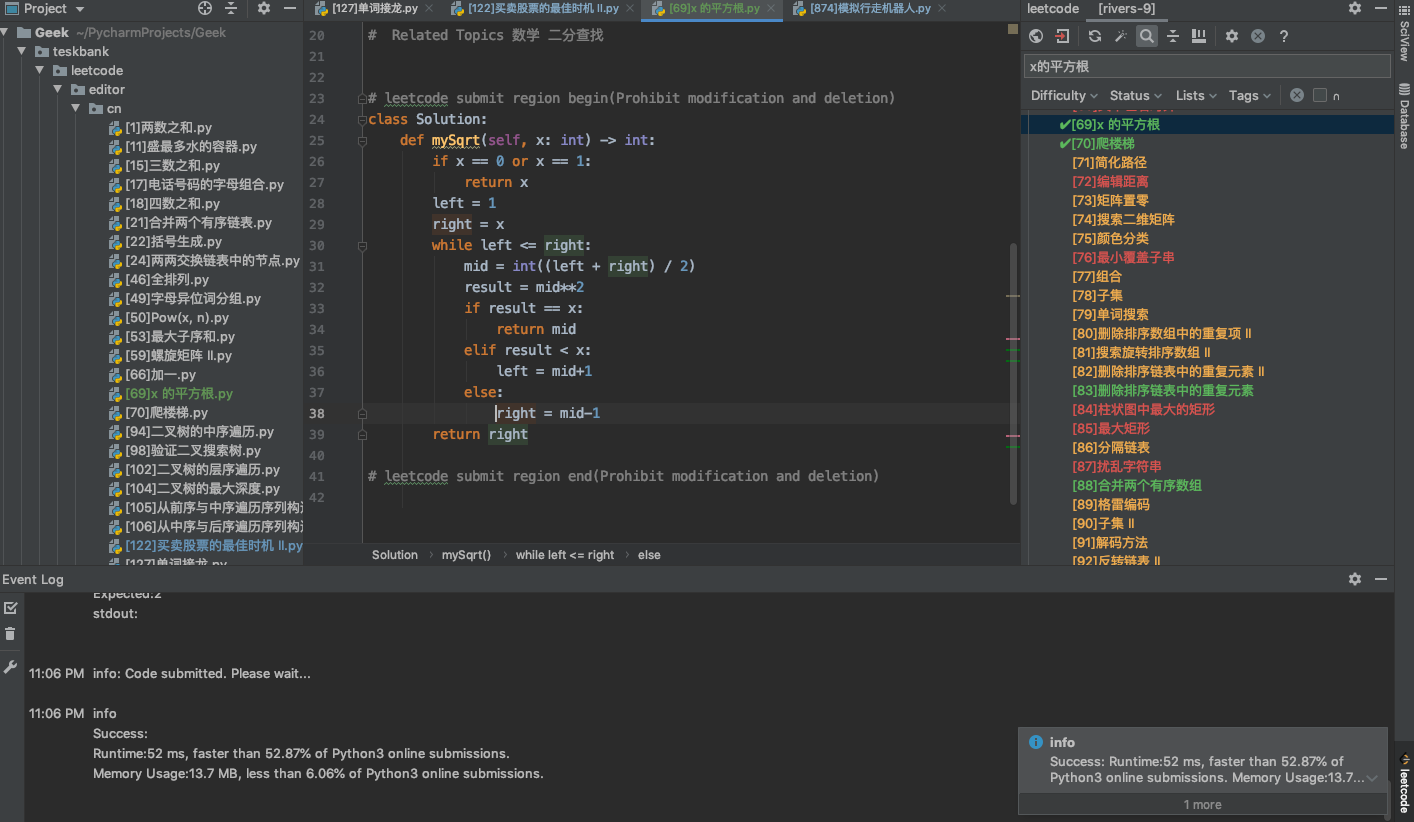 Project
Geek ~/PycharmProjects/Geek
teskbank
leetcode
editor
cn
[1]两数之和.py
[11]盛最多水的容器.py
[15]三数之和.py
[17]电话号码的字母组合.py
[18]四数之和.py
[21]合并两个有序链表.py
[22]括号生成.py
[24]两两交换链表中的节点.py
[46]全排列.py
[49]字母异位词分组.py
[50]Pow(x, n).py
[53]最大子序和.py
[59]螺旋矩阵 II.py
[66]加一.py
[69]x 的平方根.py
[70]爬楼梯.py
[94]二叉树的中序遍历.py
[98]验证二叉搜索树.py
[102]二叉树的层序遍历.py
[104]二叉树的最大深度.py
[105]从前序与中序遍历序列构造
[106]从中序与后序遍历序列构造
[122]买卖股票的最佳时机 II.py
[127]单词接龙.py
[127]单词接龙.py
[122]买卖股票的最佳时机 II.py
[69]x 的平方根.py
[874]模拟行走机器人.py
20 # Related Topics 数学 二分查找
21
22
23 # leetcode submit region begin(Prohibit modification and deletion)
24 class Solution:
25 def mySqrt(self, x: int) -> int:
26 if x == 0 or x == 1:
27 return x
28 left = 1
29 right = x
30 while left <= right:
31 mid = int((left + right) / 2)
32 result = mid**2
33 if result == x:
34 return mid
35 elif result < x:
36 left = mid+1
37 else:
38 right = mid-1
39 return right
40
41 # leetcode submit region end(Prohibit modification and deletion)
42
Solution
mySqrt()
while left <= right
else
leetcode
[rivers-9]
x的平方根
Difficulty
Status
Lists
Tags
n
✔[69]x 的平方根
✔[70]爬楼梯
[71]简化路径
[72]编辑距离
[73]矩阵置零
[74]搜索二维矩阵
[75]颜色分类
[76]最小覆盖子串
[77]组合
[78]子集
[79]单词搜索
[80]删除排序数组中的重复项 II
[81]搜索旋转排序数组 II
[82]删除排序链表中的重复元素 II
[83]删除排序链表中的重复元素
[84]柱状图中最大的矩形
[85]最大矩形
[86]分隔链表
[87]扰乱字符串
[88]合并两个有序数组
[89]格雷编码
[90]子集 II
[91]解码方法
[92]反转链表 II
SciView
Database
leetcode
Event Log
Expected:2
stdout:
11:06 PM info: Code submitted. Please wait...
11:06 PM info
Success:
Runtime:52 ms, faster than 52.87% of Python3 online submissions.
Memory Usage:13.7 MB, less than 6.06% of Python3 online submissions.
info
Success: Runtime:52 ms, faster than 52.87% of
Python3 online submissions. Memory Usage:13.7...
1 more